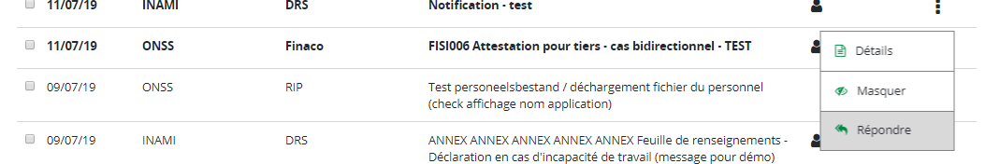 11/07/19 INAMI DRS Notification - test
11/07/19 ONSS Finaco FISI006 Attestation pour tiers - cas bidirectionnel - TEST
Détails
09/07/19 ONSS RIP Test personeelsbestand / déchargement fichier du personnel
(check affichage nom application)
Masquer
Répondre
09/07/19 INAMI DRS ANNEX ANNEX ANNEX ANNEX ANNEX Feuille de renseignements -
Déclaration en cas d'incapacité de travail (message pour démo)